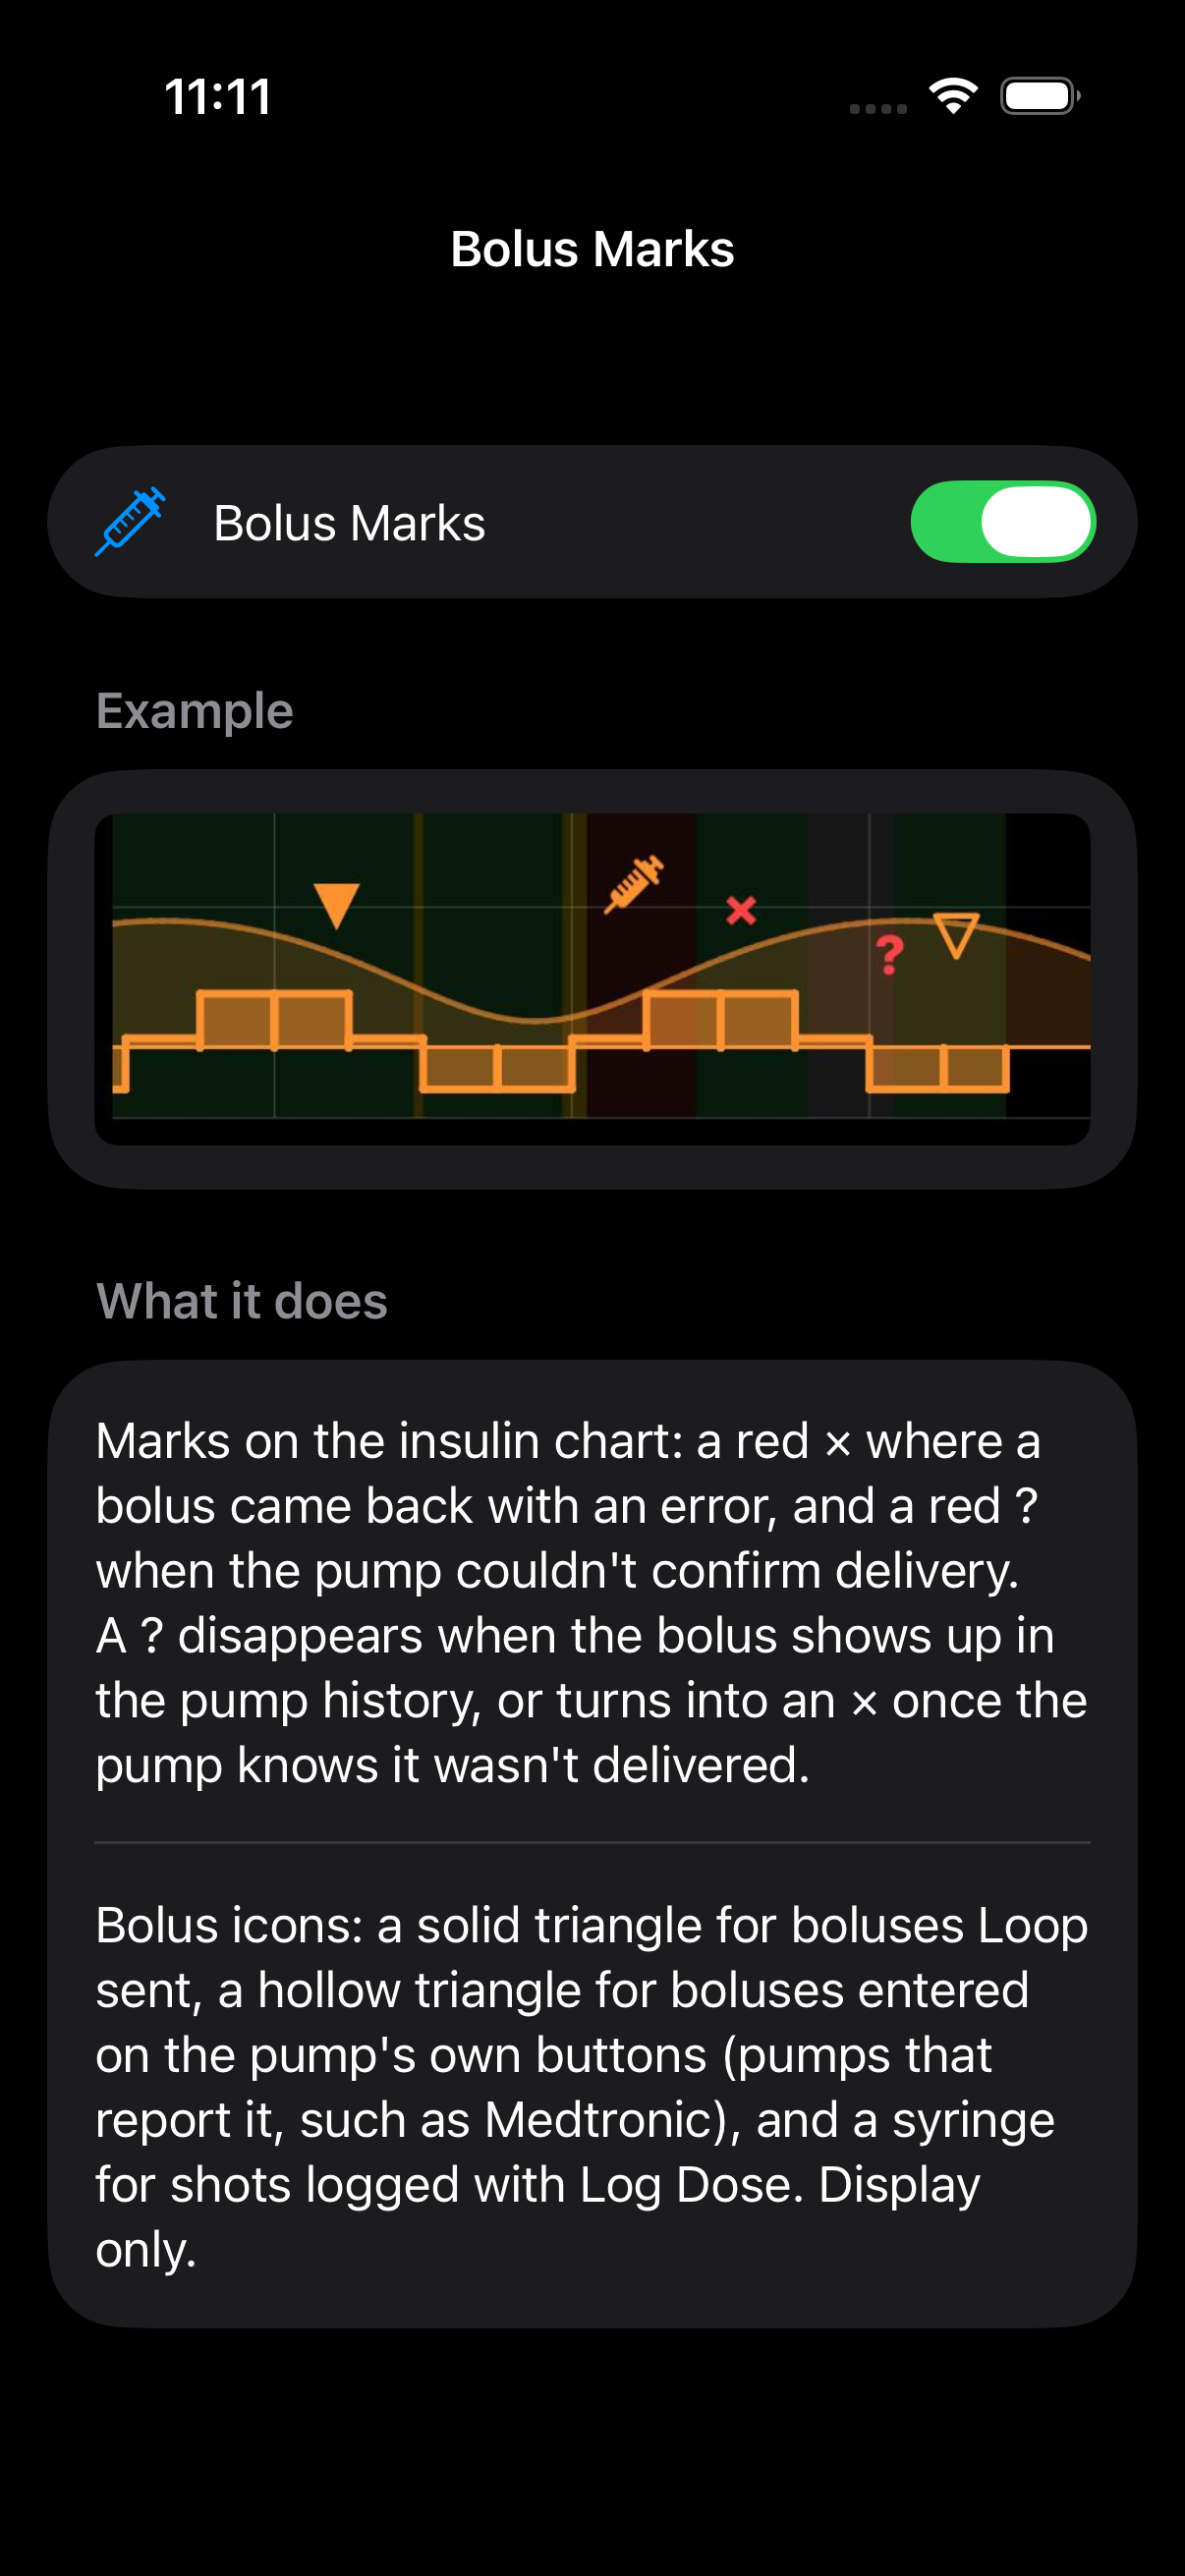 11:11
Bolus Marks
Bolus Marks
Example
×
?
What it does
Marks on the insulin chart: a red × where a
bolus came back with an error, and a red ?
when the pump couldn't confirm delivery.
A ? disappears when the bolus shows up in
the pump history, or turns into an × once the
pump knows it wasn't delivered.
Bolus icons: a solid triangle for boluses Loop
sent, a hollow triangle for boluses entered
on the pump's own buttons (pumps that
report it, such as Medtronic), and a syringe
for shots logged with Log Dose. Display
only.